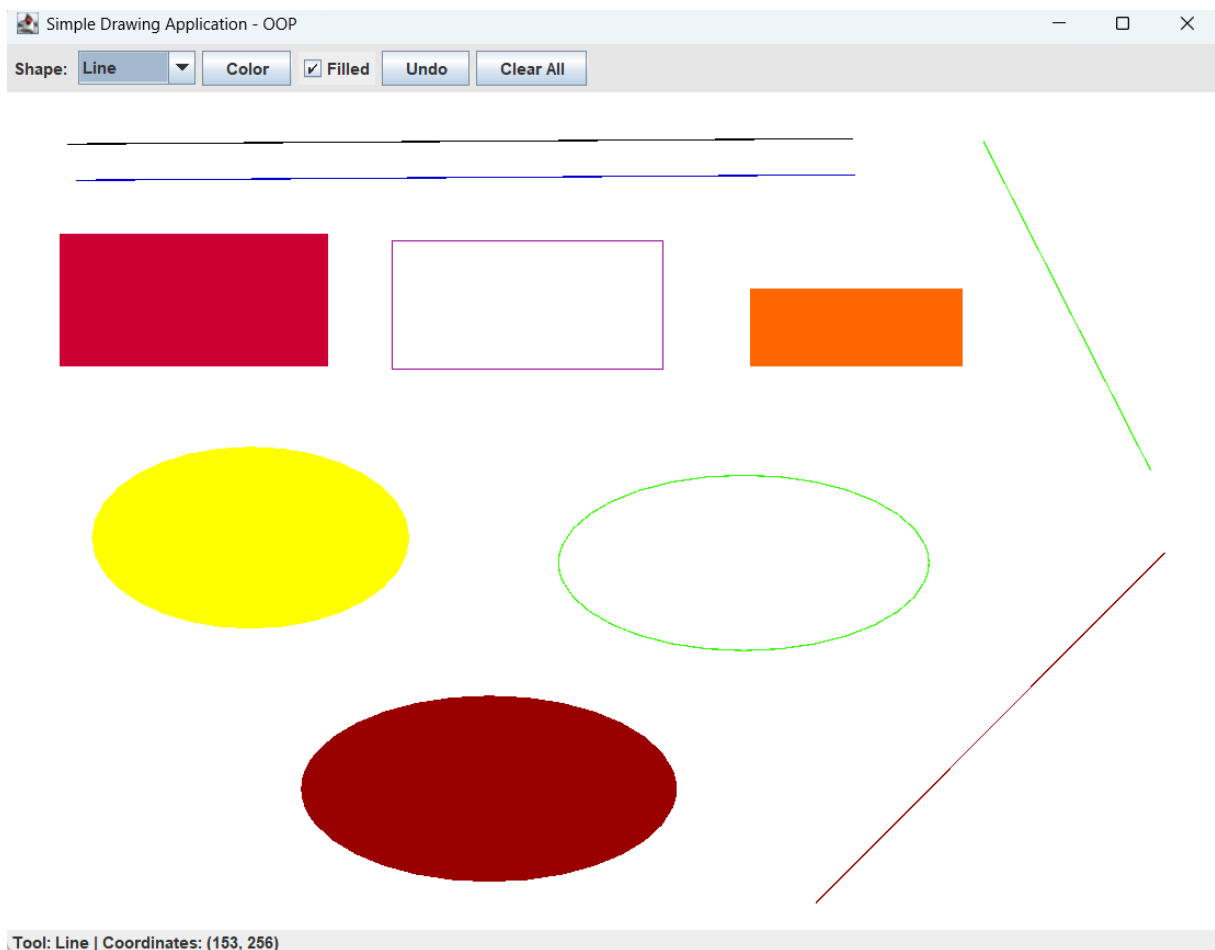 Simple Drawing Application - OOP
Shape: Line Color Filled Undo Clear All
Tool: Line | Coordinates: (153, 256)